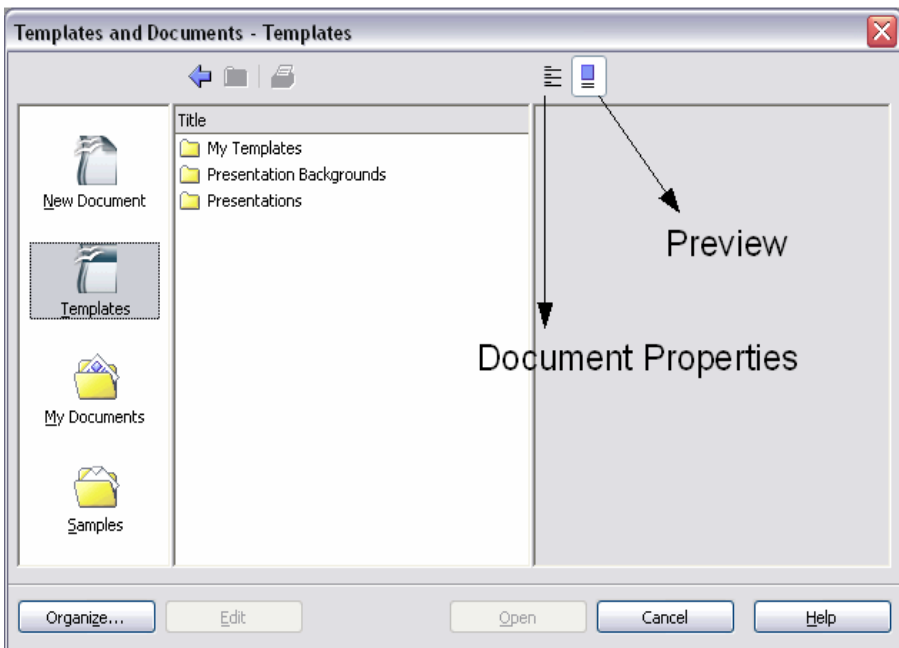 Templates and Documents - Templates
Title
My Templates
Presentation Backgrounds
Presentations
New Document
Templates
My Documents
Samples
Preview
Document Properties
Organize...
Edit
Open
Cancel
Help